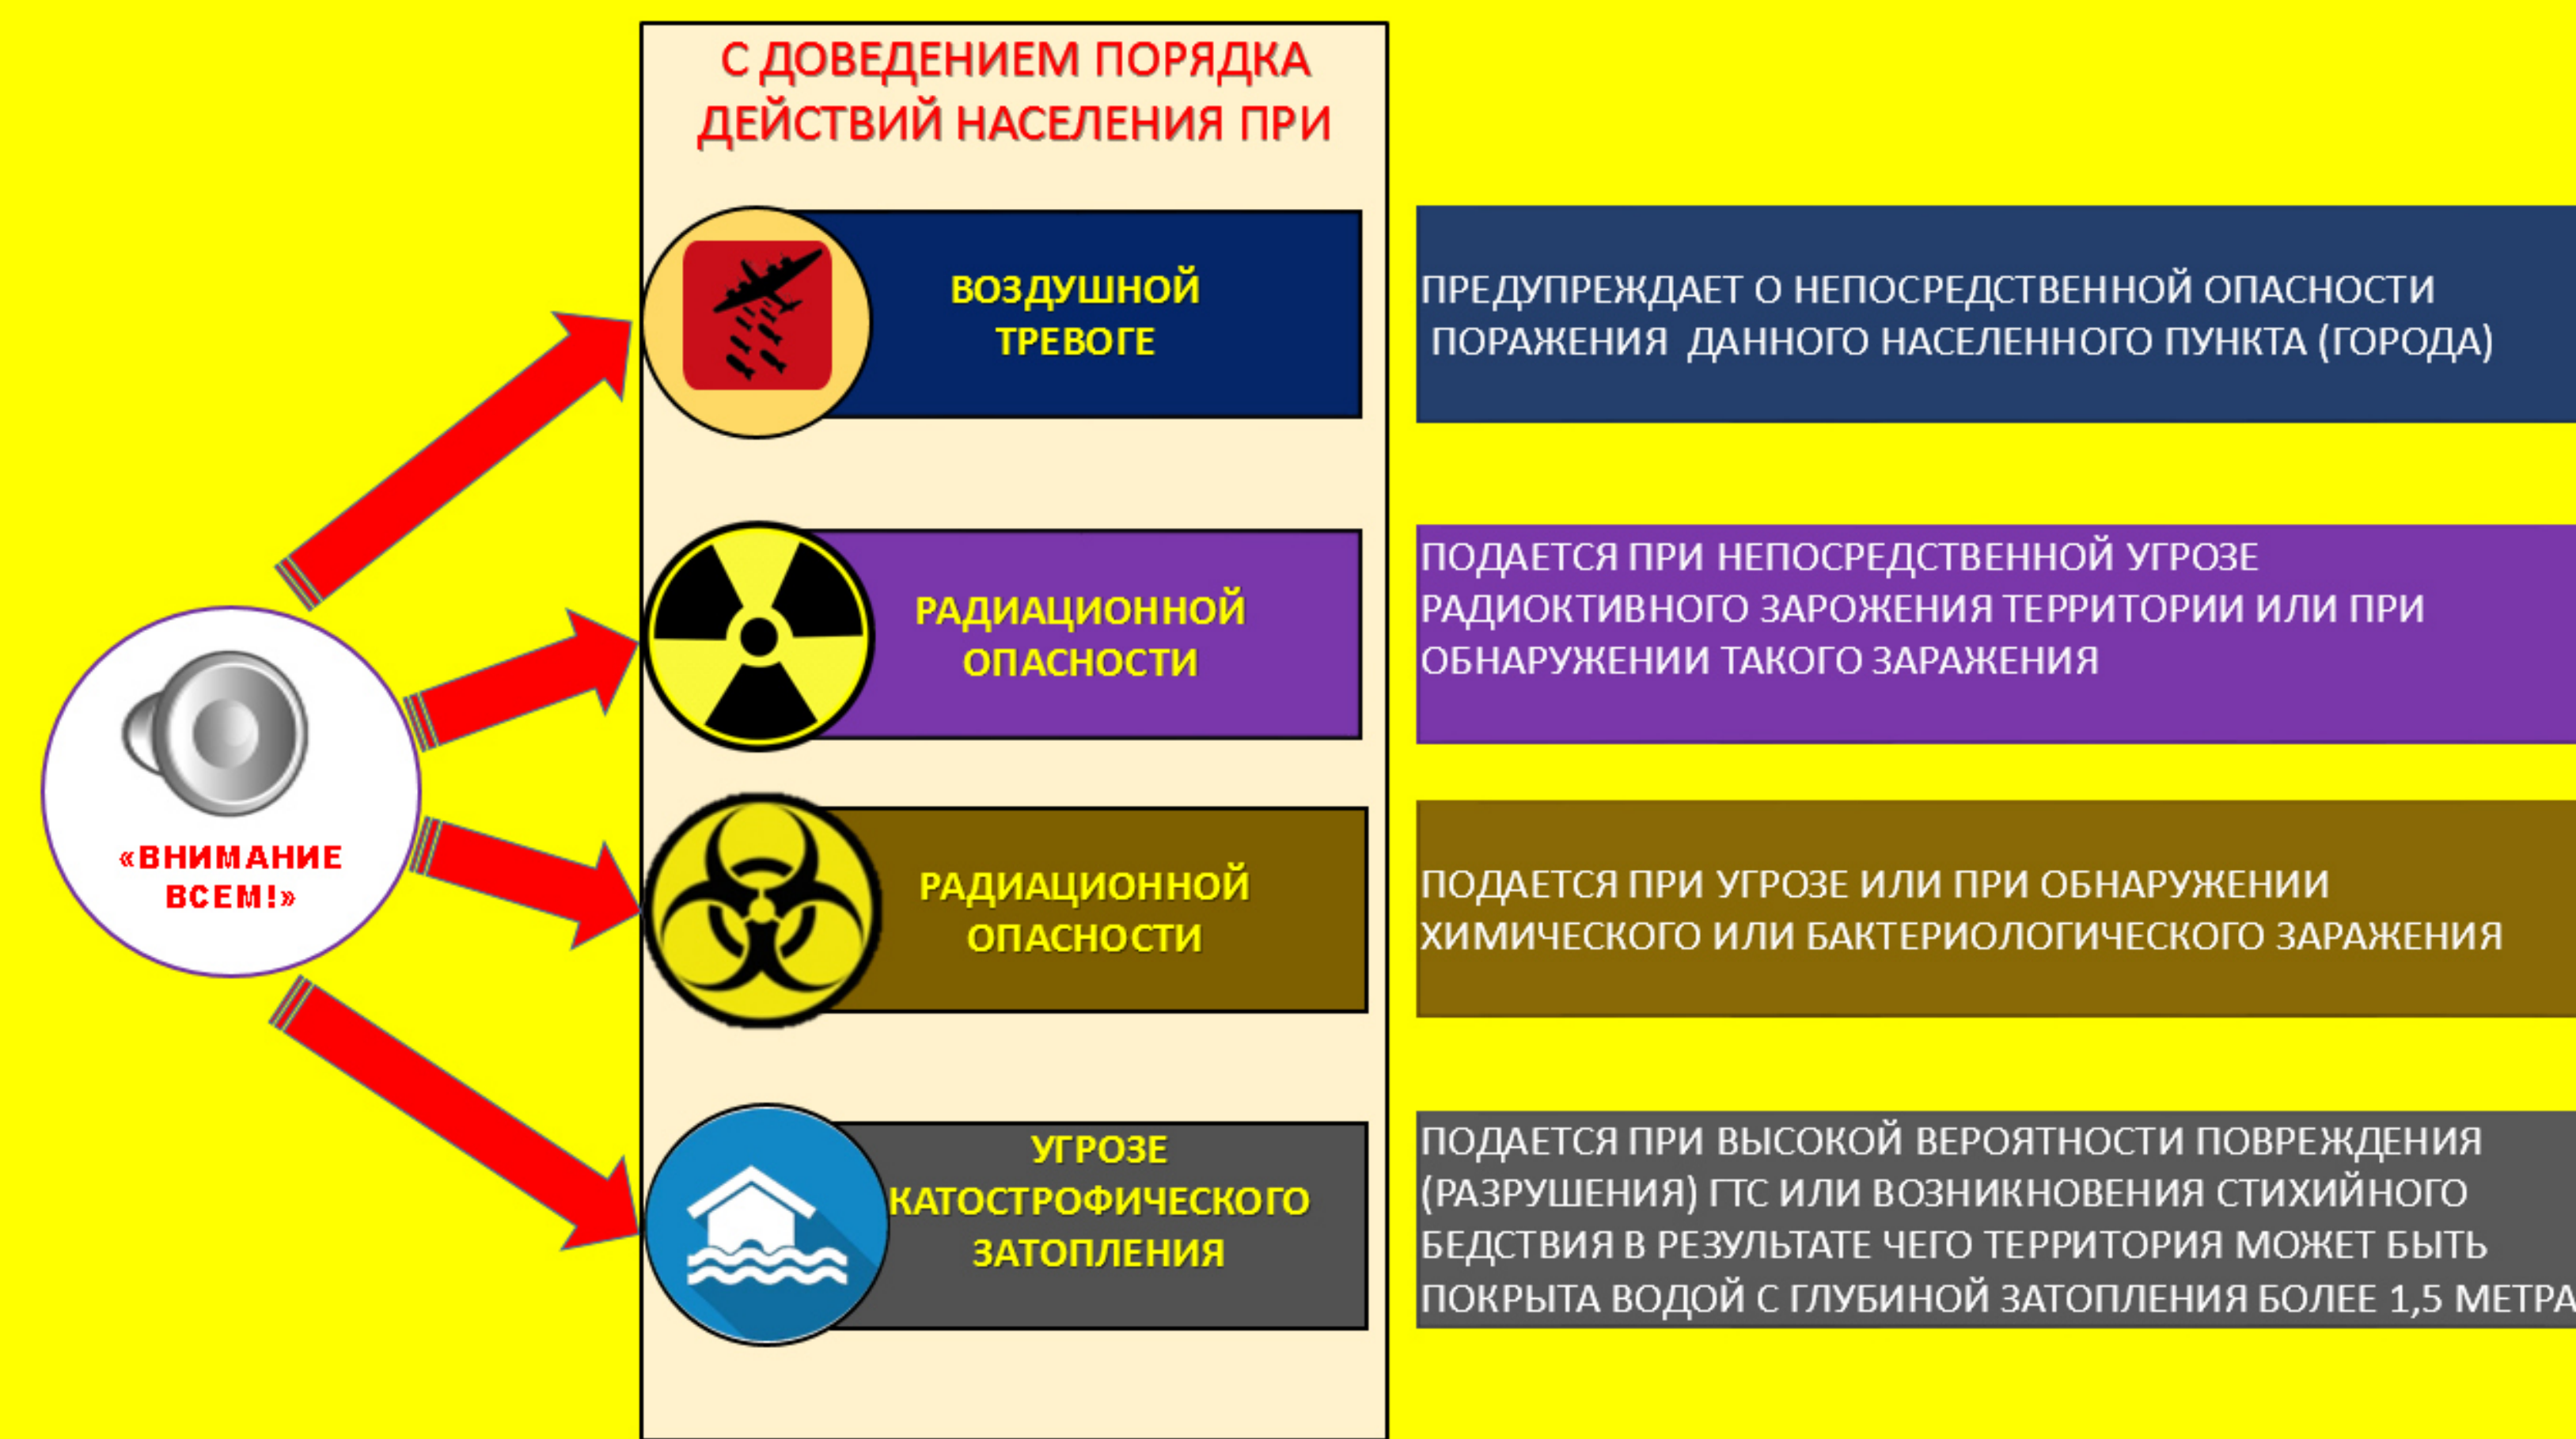 С ДОВЕДЕНИЕМ ПОРЯДКА
ДЕЙСТВИЙ НАСЕЛЕНИЯ ПРИ
ВОЗДУШНОЙ
ТРЕВОГЕ
ПРЕДУПРЕЖДАЕТ О НЕПОСРЕДСТВЕННОЙ ОПАСНОСТИ
ПОРАЖЕНИЯ ДАННОГО НАСЕЛЕННОГО ПУНКТА (ГОРОДА)
РАДИАЦИОННОЙ
ОПАСНОСТИ
ПОДАЕТСЯ ПРИ НЕПОСРЕДСТВЕННОЙ УГРОЗЕ
РАДИОКТИВНОГО ЗАРОЖЕНИЯ ТЕРРИТОРИИ ИЛИ ПРИ
ОБНАРУЖЕНИИ ТАКОГО ЗАРАЖЕНИЯ
«ВНИМАНИЕ
ВСЕМ!»
РАДИАЦИОННОЙ
ОПАСНОСТИ
ПОДАЕТСЯ ПРИ УГРОЗЕ ИЛИ ПРИ ОБНАРУЖЕНИИ
ХИМИЧЕСКОГО ИЛИ БАКТЕРИОЛОГИЧЕСКОГО ЗАРАЖЕНИЯ
УГРОЗЕ
КАТОСТРОФИЧЕСКОГО
ЗАТОПЛЕНИЯ
ПОДАЕТСЯ ПРИ ВЫСОКОЙ ВЕРОЯТНОСТИ ПОВРЕЖДЕНИЯ
(РАЗРУШЕНИЯ) ГТС ИЛИ ВОЗНИКНОВЕНИЯ СТИХИЙНОГО
БЕДСТВИЯ В РЕЗУЛЬТАТЕ ЧЕГО ТЕРРИТОРИЯ МОЖЕТ БЫТЬ
ПОКРЫТА ВОДОЙ С ГЛУБИНОЙ ЗАТОПЛЕНИЯ БОЛЕЕ 1,5 МЕТРА